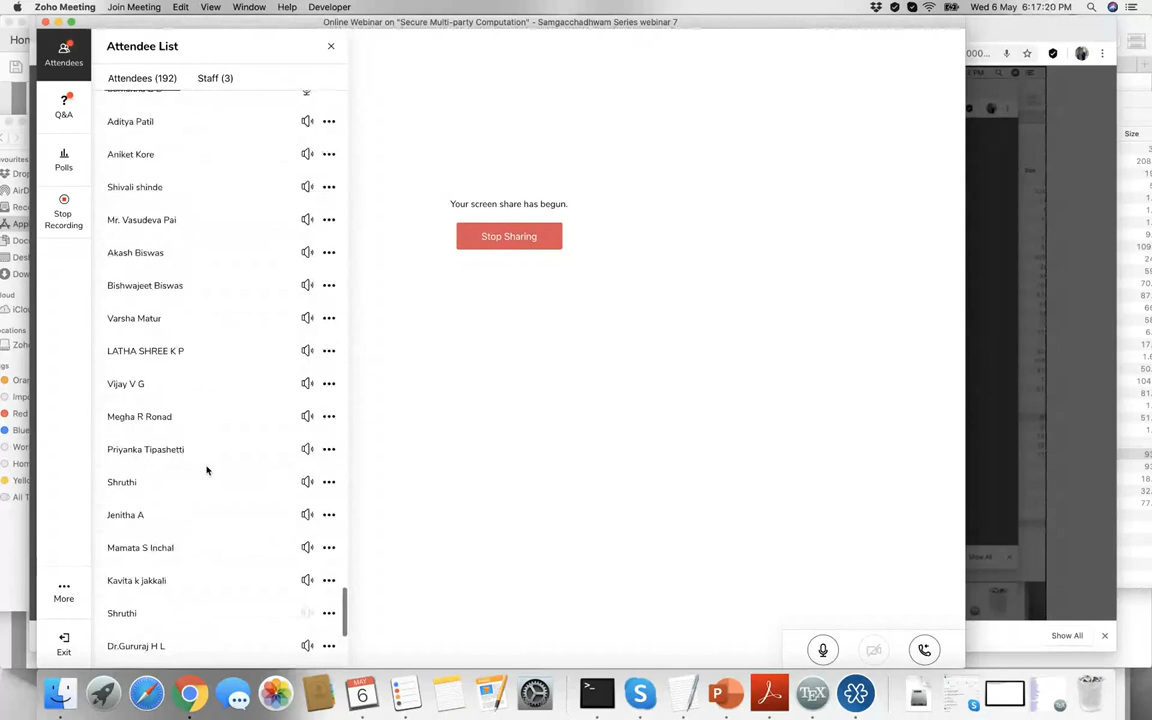 Zoho Meeting Join Meeting Edit View Window Help Developer
Wed 6 May 6:17:20 PM
Online Webinar on "Secure Multi-party Computation" - Samgacchadhwam Series webinar 7
Attendees
Q&A
Polls
Stop
Recording
More
Exit
Attendee List
Attendees (192) Staff (3)
Aditya Patil
Aniket Kore
Shivali shinde
Mr. Vasudeva Pai
Akash Biswas
Bishwajeet Biswas
Varsha Matur
LATHA SHREE K P
Vijay V G
Megha R Ronad
Priyanka Tipashetti
Shruthi
Jenitha A
Mamata S Inchal
Kavita k jakkali
Shruthi
Dr.Gururaj H L
Your screen share has begun.
Stop Sharing
Size
Show All
MAY
6
TEX